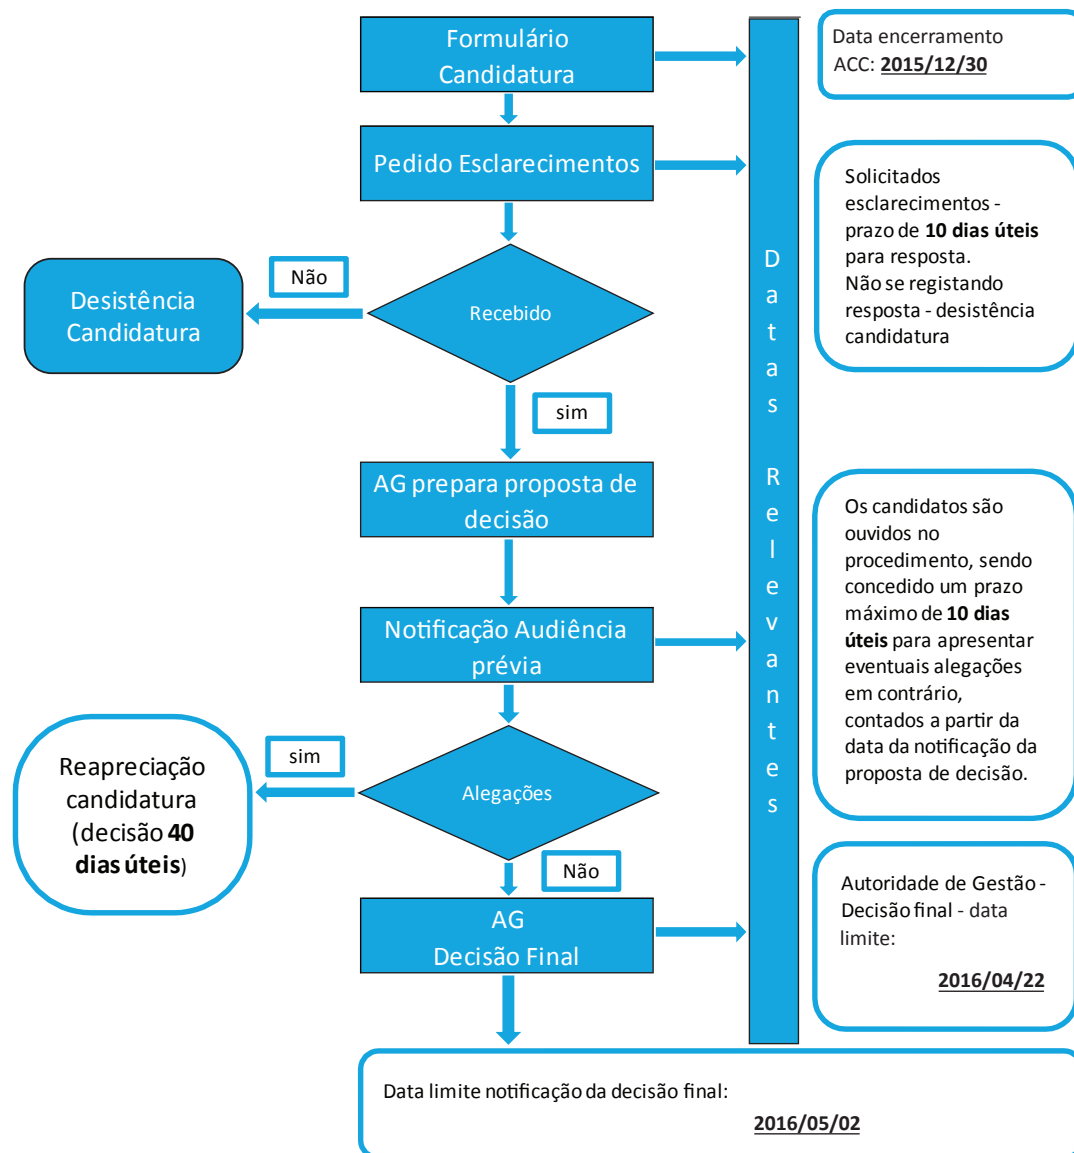 Formulário
Candidatura
Data encerramento
ACC: 2015/12/30
Pedido Esclarecimentos
Solicitados
esclarecimentos -
prazo de 10 dias úteis
para resposta.
Não se registando
resposta - desistência
candidatura
Não
Desistência
Candidatura
Recebido
sim
Datas Relevantes
AG prepara proposta de
decisão
Os candidatos são
ouvidos no
procedimento, sendo
concedido um prazo
máximo de 10 dias
úteis para apresentar
eventuais alegações
em contrário,
contados a partir da
data da notificação da
proposta de decisão.
Notificação Audiência
prévia
sim
Reapreciação
candidatura
(decisão 40
dias úteis)
Alegações
Não
AG
Decisão Final
Autoridade de Gestão -
Decisão final - data
limite:
2016/04/22
Data limite notificação da decisão final:
2016/05/02